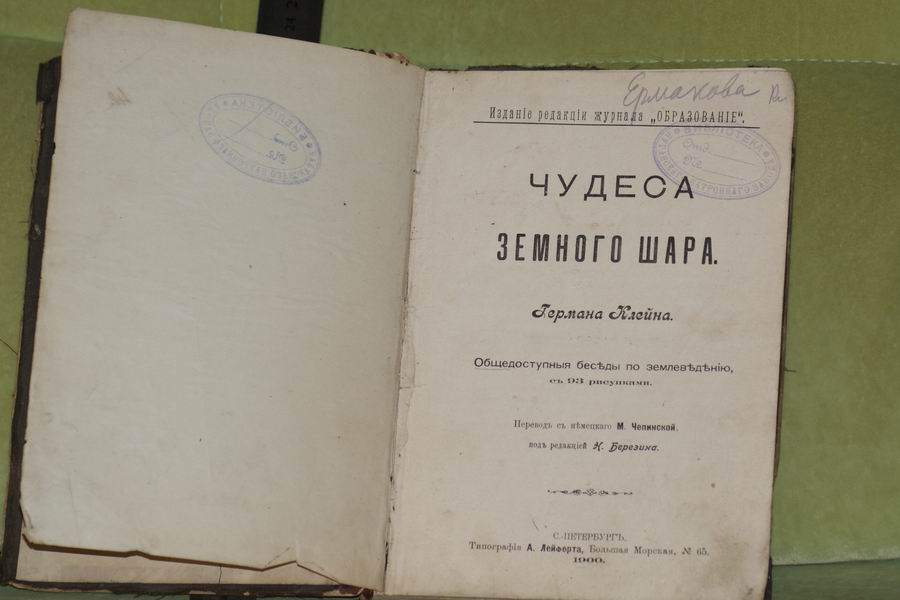 Ермакова
Изданіе редакціи журнала „ОБРАЗОВАНІЕ".
БИБЛІОТЕКА
ЧУДЕСА
ЗЕМНОГО ШАРА.
Германа Клейна.
Общедоступныя бесѣды по землевѣдѣнію,
съ 93 рисунками.
Переводъ съ нѣмецкаго М. Чепинской,
подъ редакціей Н. Березина.
С.-ПЕТЕРБУРГЪ.
Типографія А. Лейферта, Большая Морская, № 65.
1900.